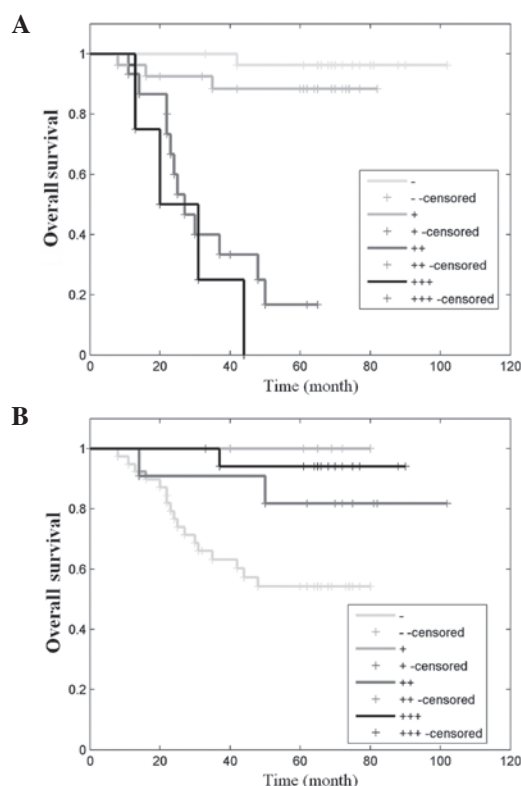 A
Overall survival
1
0.8
0.6
0.4
0.2
0
0 20 40 60 80 100 120
Time (month)
-
- -censored
+
+ -censored
++
++ -censored
+++
+++ -censored
B
Overall survival
1
0.8
0.6
0.4
0.2
0
0 20 40 60 80 100 120
Time (month)
-
- -censored
+
+ -censored
++
++ -censored
+++
+++ -censored